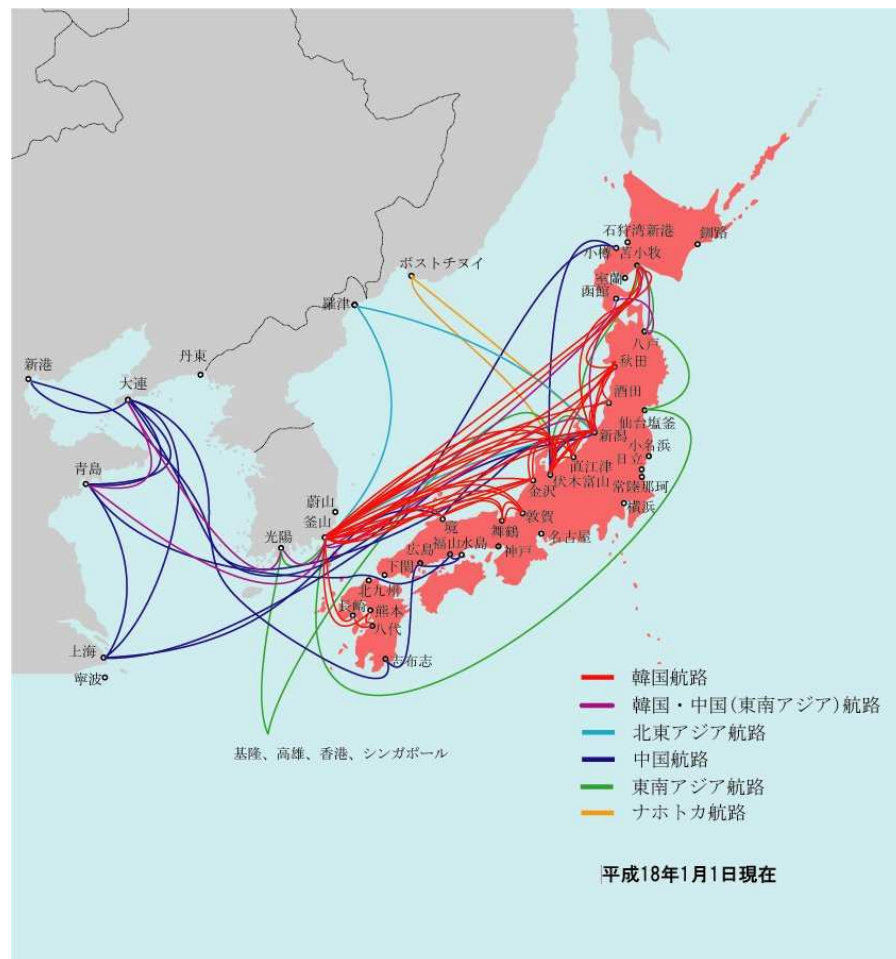 石狩湾新港
釧路
小樽
苫小牧
ボストチヌイ
室蘭
函館
羅津
八戸
丹東
秋田
新港
大連
酒田
仙台塩釜
新潟
小名浜
直江津
日立
青島
金沢
伏木富山
常陸那珂
蔚山
釜山
境
敦賀
横浜
舞鶴
光陽
広島
福山
水島
神戸
名古屋
下関
北九州
長崎
熊本
八代
上海
志布志
寧波
韓国航路
韓国・中国(東南アジア)航路
北東アジア航路
基隆、高雄、香港、シンガポール
中国航路
東南アジア航路
ナホトカ航路
平成18年1月1日現在